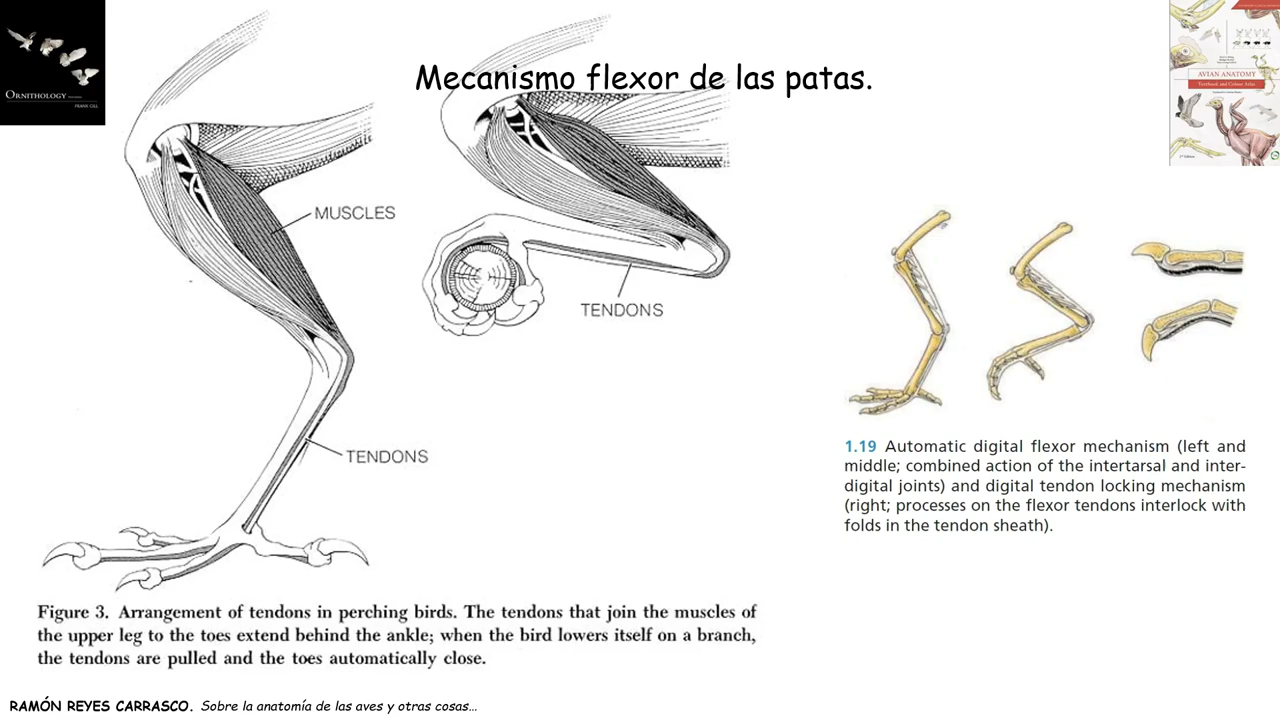 Mecanismo flexor de las patas.
ORNITHOLOGY
FRANK GILL
AVIAN ANATOMY
Textbook and Colour Atlas
MUSCLES
TENDONS
TENDONS
1.19 Automatic digital flexor mechanism (left and
middle; combined action of the intertarsal and inter-
digital joints) and digital tendon locking mechanism
(right; processes on the flexor tendons interlock with
folds in the tendon sheath).
Figure 3. Arrangement of tendons in perching birds. The tendons that join the muscles of
the upper leg to the toes extend behind the ankle; when the bird lowers itself on a branch,
the tendons are pulled and the toes automatically close.
RAMÓN REYES CARRASCO. Sobre la anatomía de las aves y otras cosas…